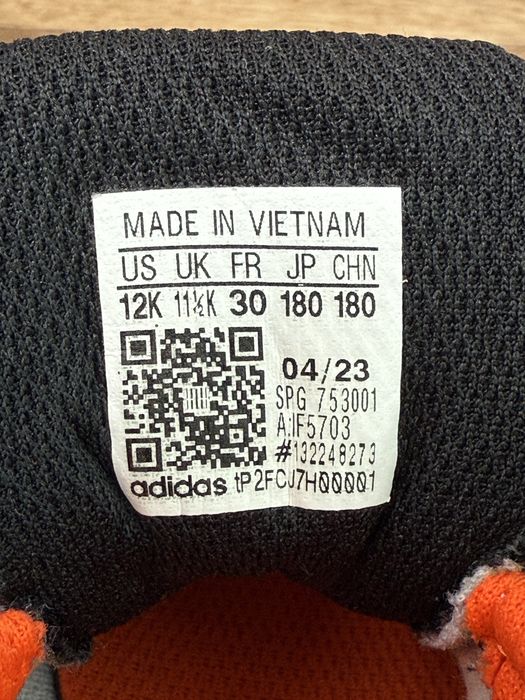 MADE IN VIETNAM
US UK FR JP CHN
12K 11½K 30 180 180
04/23
SPG 753001
A:IF5703
#132248273
adidas tP2FCJ7H00001